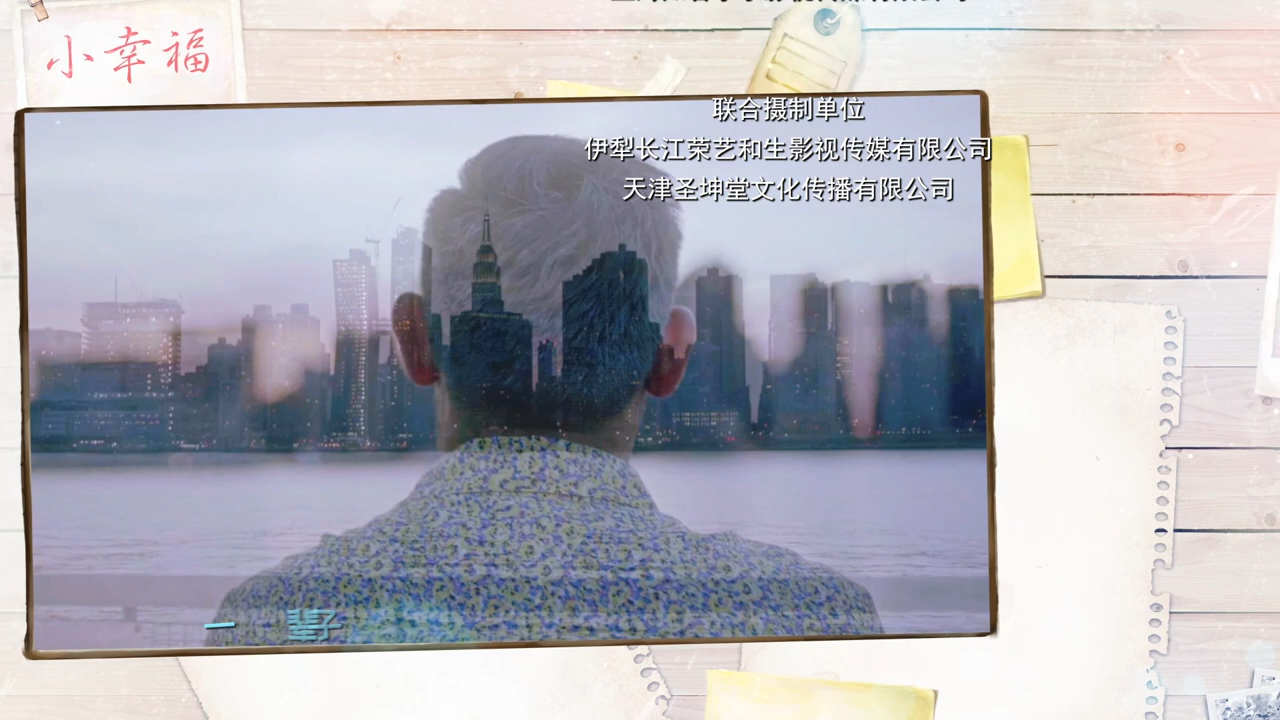 小幸福
联合摄制单位
伊犁长江荣艺和生影视传媒有限公司
天津圣坤堂文化传播有限公司
一